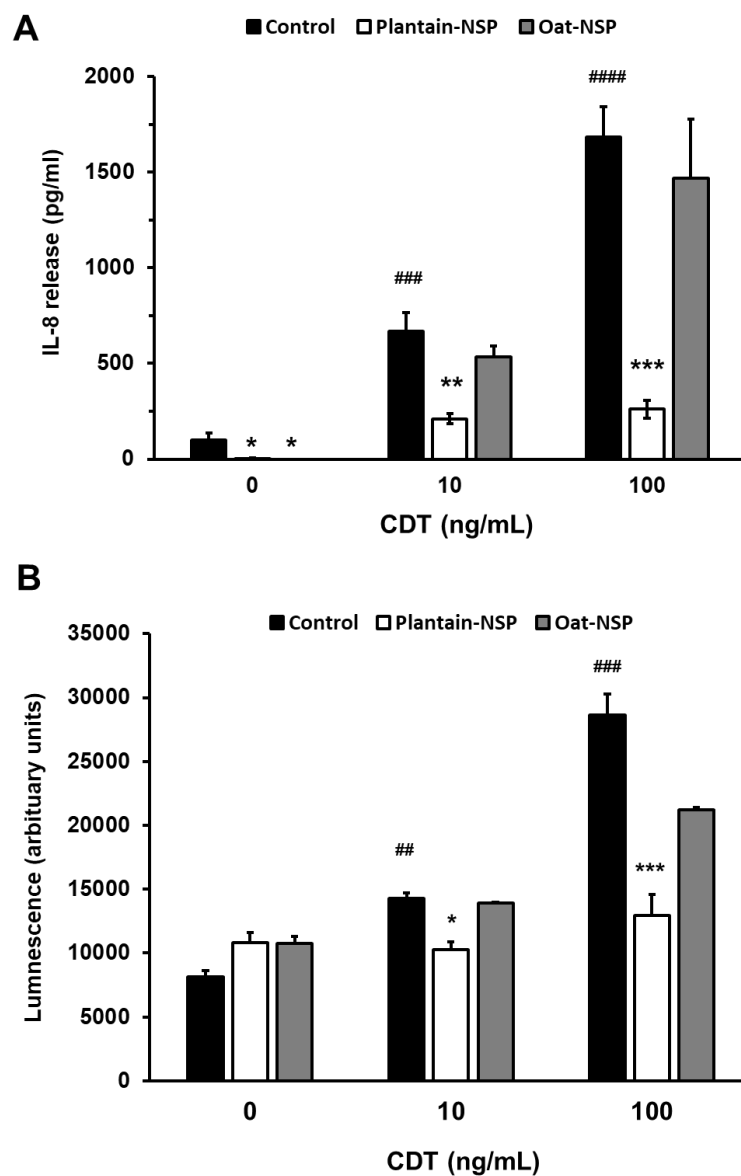 A
Control Plantain-NSP Oat-NSP
IL-8 release (pg/ml)
2000
1500
1000
500
0
####
###
**
***
*
*
0 10 100
CDT (ng/mL)
B
Control Plantain-NSP Oat-NSP
Lumnescence (arbituary units)
35000
30000
25000
20000
15000
10000
5000
0
###
##
***
*
0 10 100
CDT (ng/mL)